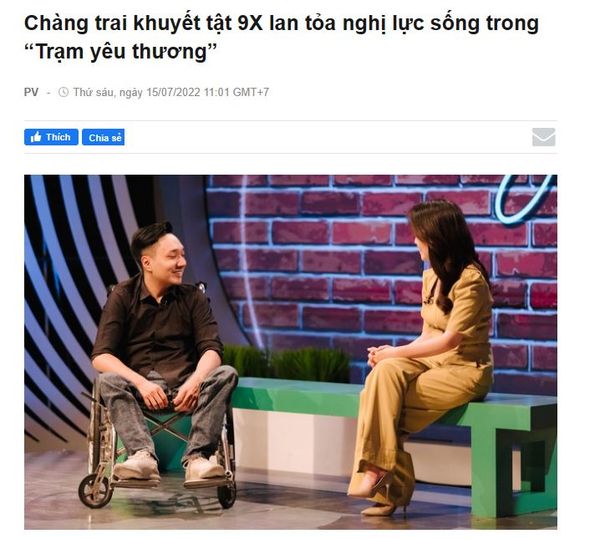 Chàng trai khuyết tật 9X lan tỏa nghị lực sống trong
“Trạm yêu thương”
PV - Thứ sáu, ngày 15/07/2022 11:01 GMT+7
Thích Chia sẻ